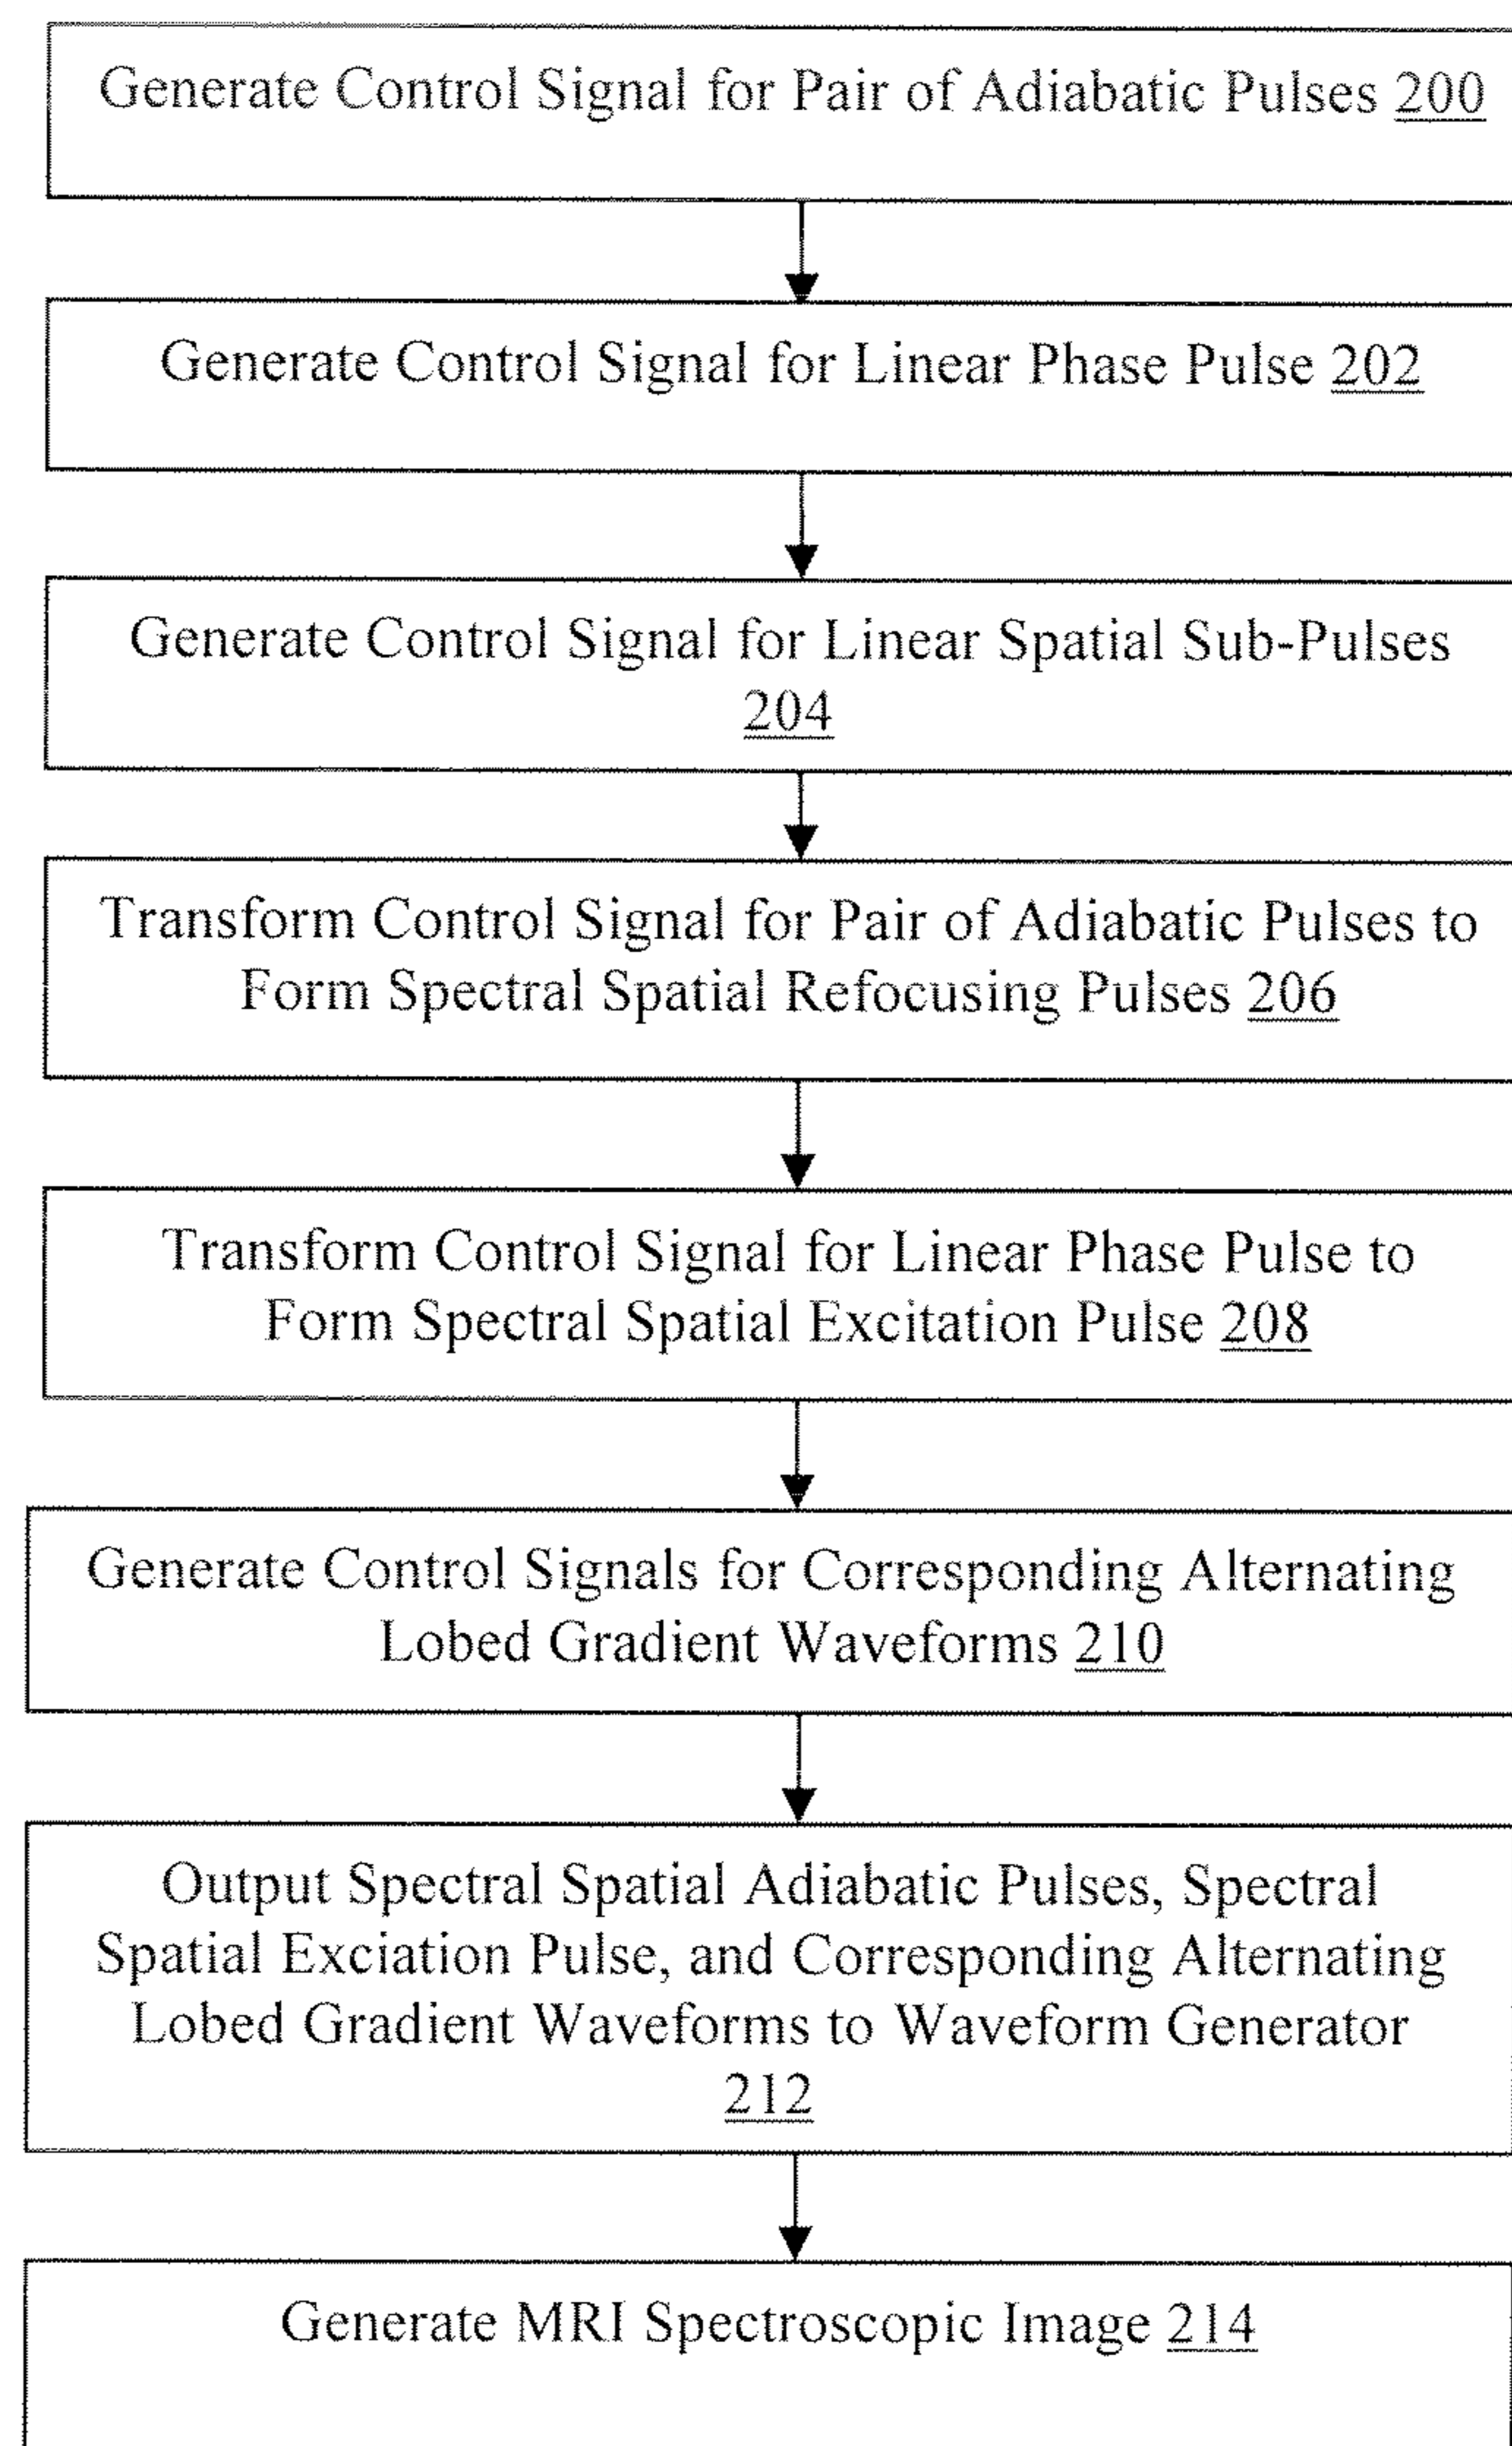 Generate Control Signal for Pair of Adiabatic Pulses 200
Generate Control Signal for Linear Phase Pulse 202
Generate Control Signal for Linear Spatial Sub-Pulses
204
Transform Control Signal for Pair of Adiabatic Pulses to
Form Spectral Spatial Refocusing Pulses 206
Transform Control Signal for Linear Phase Pulse to
Form Spectral Spatial Excitation Pulse 208
Generate Control Signals for Corresponding Alternating
Lobed Gradient Waveforms 210
Output Spectral Spatial Adiabatic Pulses, Spectral
Spatial Exciation Pulse, and Corresponding Alternating
Lobed Gradient Waveforms to Waveform Generator
212
Generate MRI Spectroscopic Image 214